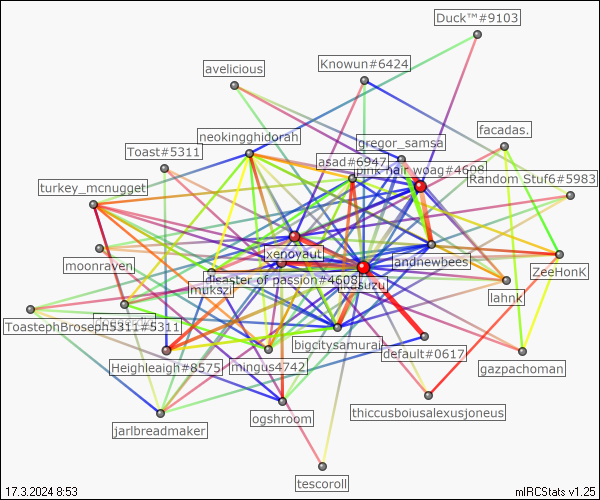 Duck™#9103
Knowun#6424
avelicious
facadas.
neokingghidorah
gregor_samsa
Toast#5311
asad#6947
pink hair woag#4608
Random Stuf6#5983
turkey_mcnugget
xenoyaut
andnewbees
moonraven
ZeeHonK
disaster of passion#4608
mukszi
lahnk
ToastephBroseph5311#5311
bigcitysamurai
default#0617
Heighleaigh#8575
mingus4742
gazpachoman
thiccusboiusalexusjoneus
ogshroom
jarlbreadmaker
tescoroll
17.3.2024 8:53
mIRCStats v1.25